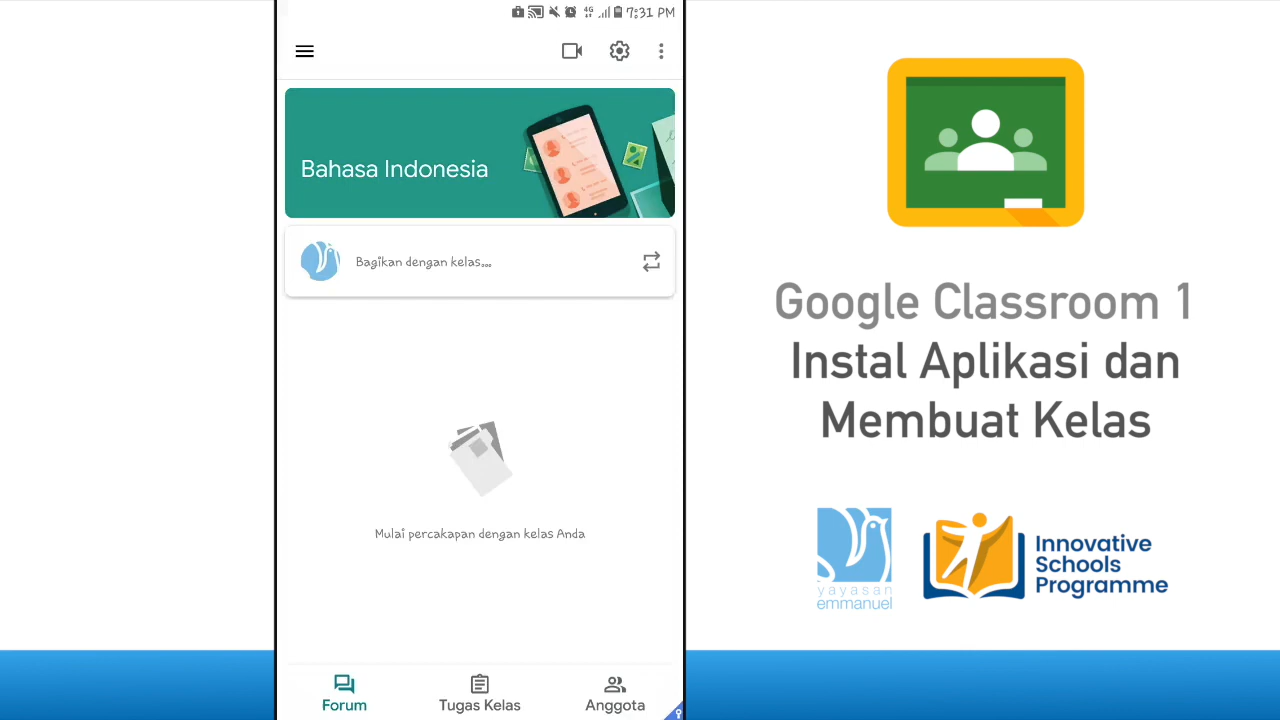 4G
7:31 PM
Bahasa Indonesia
Bagikan dengan kelas...
Mulai percakapan dengan kelas Anda
Forum
Tugas Kelas
Anggota
Google Classroom 1
Instal Aplikasi dan
Membuat Kelas
yayasan
emmanuel
Innovative
Schools
Programme